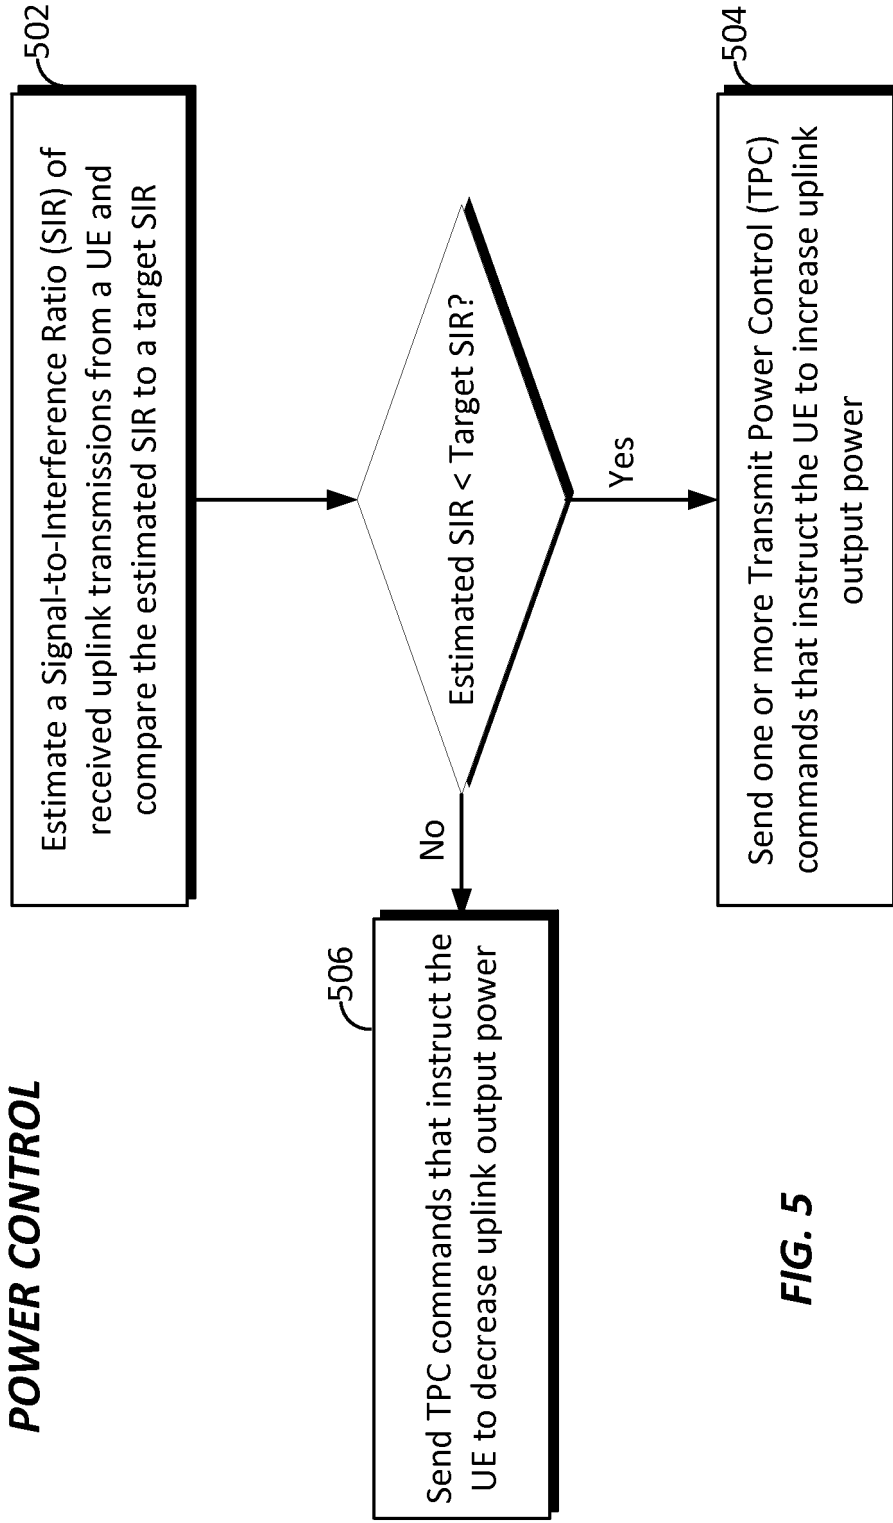 POWER CONTROL
502
Estimate a Signal-to-Interference Ratio (SIR) of
received uplink transmissions from a UE and
compare the estimated SIR to a target SIR
Estimated SIR < Target SIR?
No
Yes
506
Send TPC commands that instruct the
UE to decrease uplink output power
504
Send one or more Transmit Power Control (TPC)
commands that instruct the UE to increase uplink
output power
FIG. 5